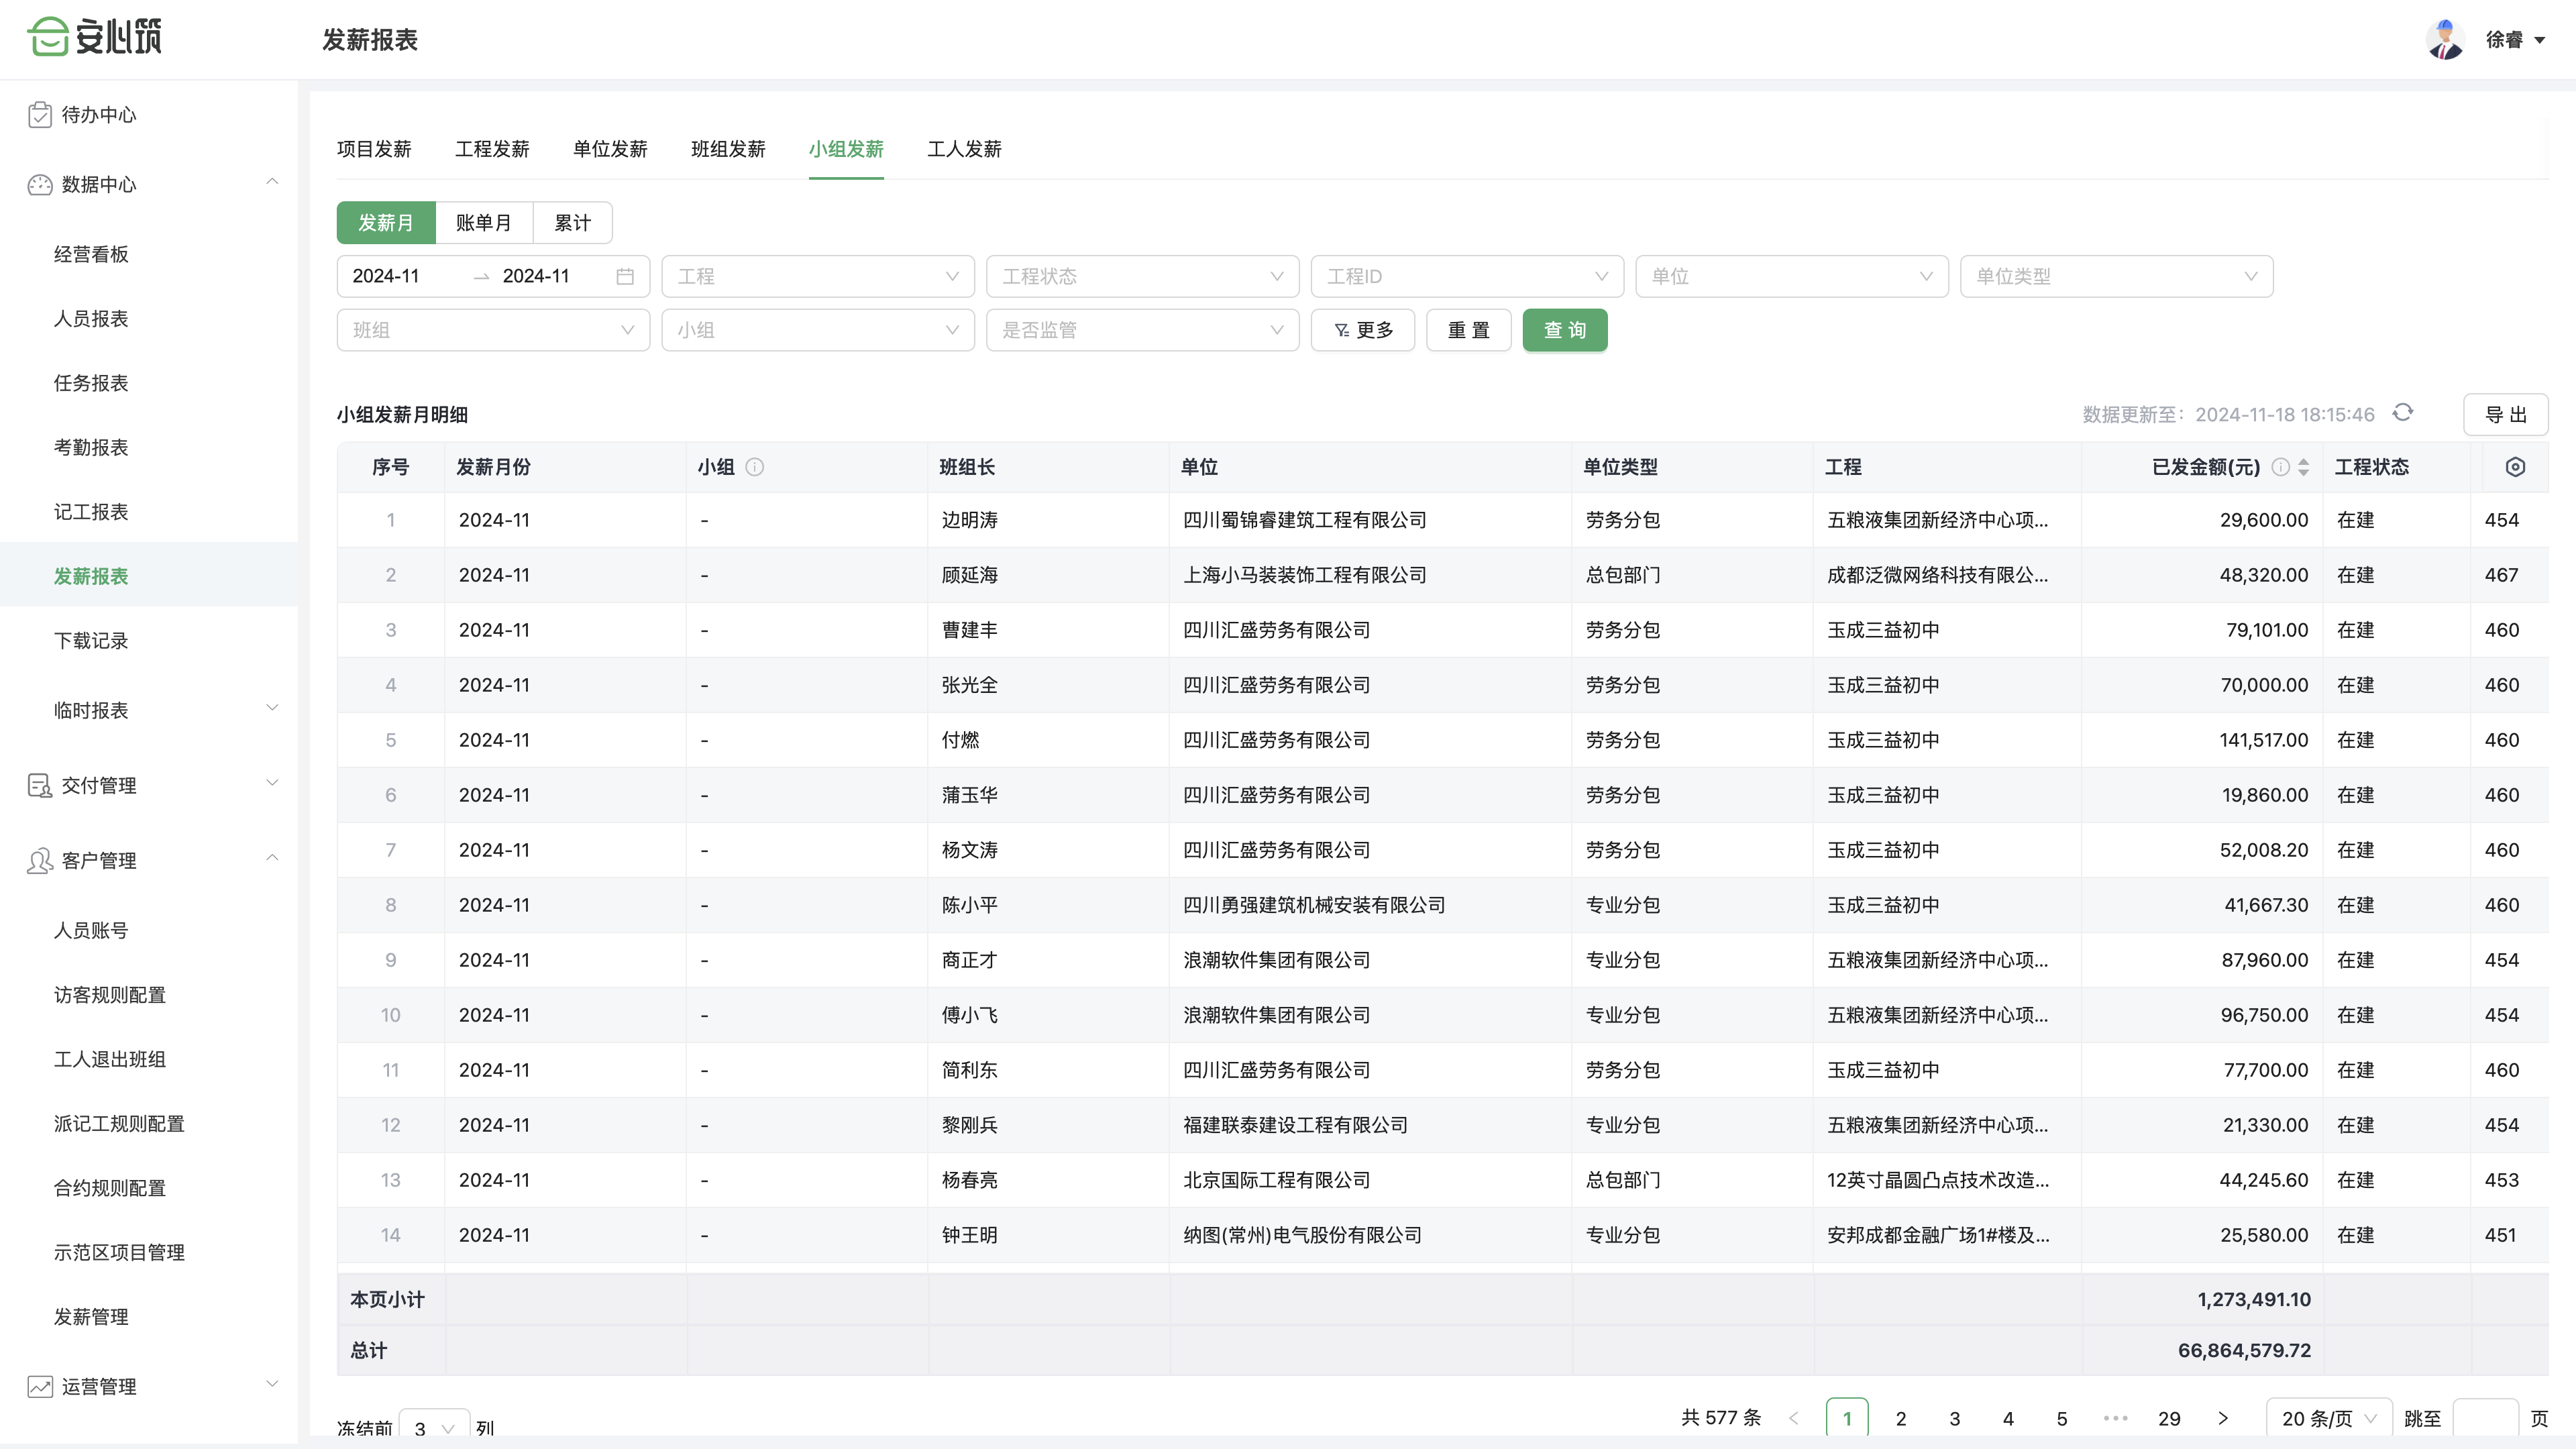 安心筑
发薪报表
徐睿
待办中心
数据中心
经营看板
人员报表
任务报表
考勤报表
记工报表
发薪报表
下载记录
临时报表
交付管理
客户管理
人员账号
访客规则配置
工人退出班组
派记工规则配置
合约规则配置
示范区项目管理
发薪管理
运营管理
项目发薪 工程发薪 单位发薪 班组发薪 小组发薪 工人发薪
发薪月 账单月 累计
2024-11 → 2024-11 工程 工程状态 工程ID 单位 单位类型
班组 小组 是否监管 更多 重置 查询
小组发薪月明细 数据更新至：2024-11-18 18:15:46 导出
序号 发薪月份 小组 班组长 单位 单位类型 工程 已发金额(元) 工程状态
1 2024-11 - 边明涛 四川蜀锦睿建筑工程有限公司 劳务分包 五粮液集团新经济中心项... 29,600.00 在建 454
2 2024-11 - 顾延海 上海小马装装饰工程有限公司 总包部门 成都泛微网络科技有限公... 48,320.00 在建 467
3 2024-11 - 曹建丰 四川汇盛劳务有限公司 劳务分包 玉成三益初中 79,101.00 在建 460
4 2024-11 - 张光全 四川汇盛劳务有限公司 劳务分包 玉成三益初中 70,000.00 在建 460
5 2024-11 - 付燃 四川汇盛劳务有限公司 劳务分包 玉成三益初中 141,517.00 在建 460
6 2024-11 - 蒲玉华 四川汇盛劳务有限公司 劳务分包 玉成三益初中 19,860.00 在建 460
7 2024-11 - 杨文涛 四川汇盛劳务有限公司 劳务分包 玉成三益初中 52,008.20 在建 460
8 2024-11 - 陈小平 四川勇强建筑机械安装有限公司 专业分包 玉成三益初中 41,667.30 在建 460
9 2024-11 - 商正才 浪潮软件集团有限公司 专业分包 五粮液集团新经济中心项... 87,960.00 在建 454
10 2024-11 - 傅小飞 浪潮软件集团有限公司 专业分包 五粮液集团新经济中心项... 96,750.00 在建 454
11 2024-11 - 简利东 四川汇盛劳务有限公司 劳务分包 玉成三益初中 77,700.00 在建 460
12 2024-11 - 黎刚兵 福建联泰建设工程有限公司 专业分包 五粮液集团新经济中心项... 21,330.00 在建 454
13 2024-11 - 杨春亮 北京国际工程有限公司 总包部门 12英寸晶圆凸点技术改造... 44,245.60 在建 453
14 2024-11 - 钟王明 纳图(常州)电气股份有限公司 专业分包 安邦成都金融广场1#楼及... 25,580.00 在建 451
本页小计 1,273,491.10
总计 66,864,579.72
冻结前 3 列 共 577 条 < 1 2 3 4 5 ••• 29 > 20 条/页 跳至 页